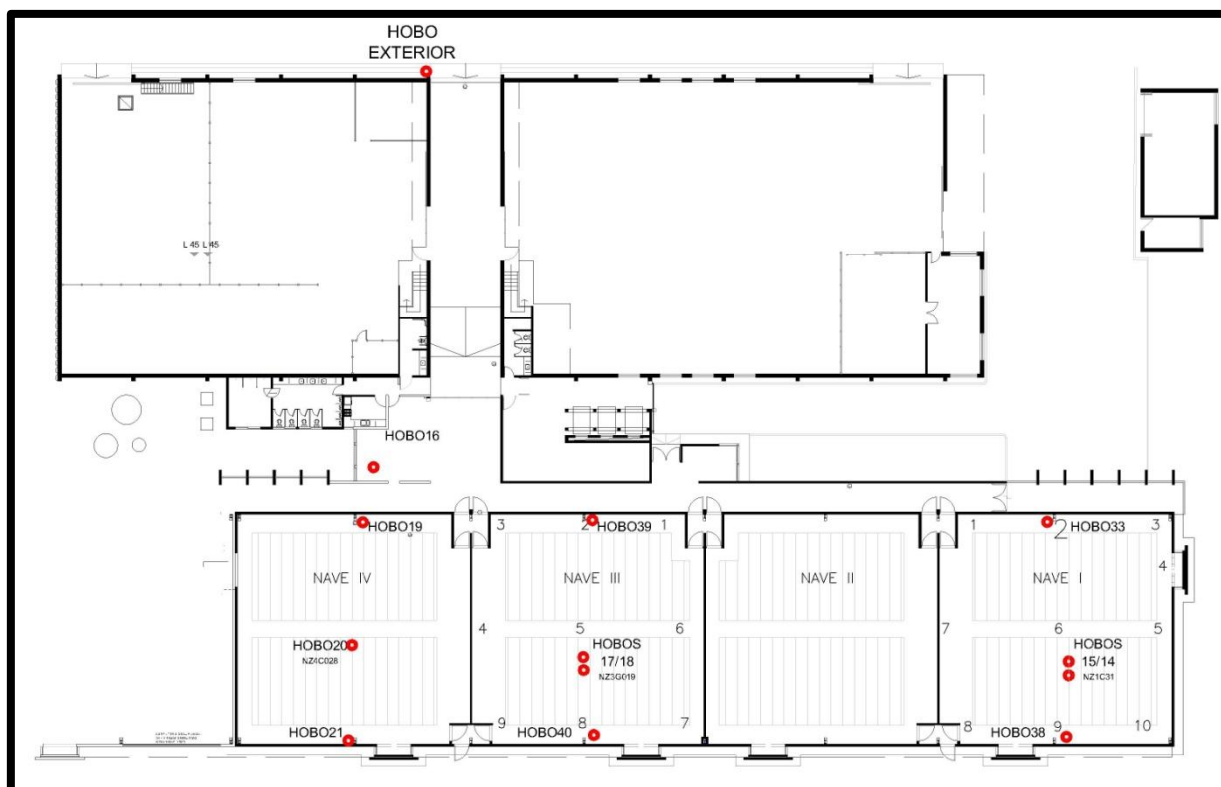 HOBO
EXTERIOR
L 45 L 45
HOBO16
HOBO19
3
2
HOBO39
1
1
2
HOBO33
3
NAVE IV
NAVE III
NAVE II
NAVE I
4
4
5
6
7
6
5
HOBO20
NZ4C028
HOBOS
17/18
NZ3G019
HOBOS
15/14
NZ1C31
HOBO21
9
HOBO40
8
7
8
HOBO38
9
10